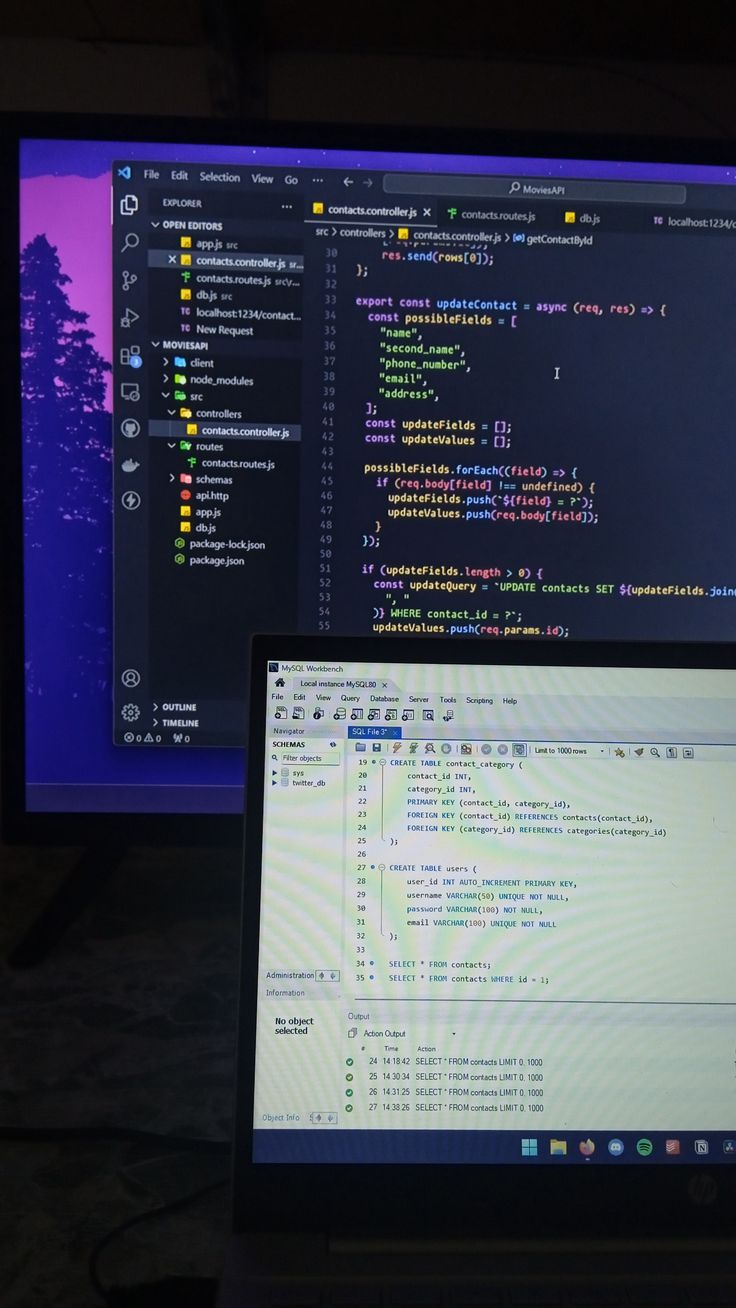 File Edit Selection View Go ... MoviesAPI
EXPLORER ...
OPEN EDITORS
app.js src
contacts.controller.js sr...
contacts.routes.js src\r...
db.js src
TC localhost:1234/contact...
TC New Request
MOVIESAPI
client
node_modules
src
controllers
contacts.controller.js
routes
contacts.routes.js
schemas
api.http
app.js
db.js
package-lock.json
package.json
OUTLINE
TIMELINE
0 0 0
3
contacts.controller.js contacts.routes.js db.js TC localhost:1234/c
src > controllers > contacts.controller.js > getContactById
30 res.send(rows[0]);
31 };
32
33 export const updateContact = async (req, res) => {
34 const possibleFields = [
35 "name",
36 "second_name",
37 "phone_number",
38 "email",
39 "address",
40 ];
41 const updateFields = [];
42 const updateValues = [];
43
44 possibleFields.forEach((field) => {
45 if (req.body[field] !== undefined) {
46 updateFields.push(`${field} = ?`);
47 updateValues.push(req.body[field]);
48 }
49 });
50
51 if (updateFields.length > 0) {
52 const updateQuery = `UPDATE contacts SET ${updateFields.join(
53 ", "
54 )} WHERE contact_id = ?`;
55 updateValues.push(req.params.id);
MySQL Workbench
Local instance MySQL80
File Edit View Query Database Server Tools Scripting Help
Navigator
SCHEMAS
Filter objects
sys
twitter_db
Administration
Information
No object
selected
Object Info
SQL File 3*
Limit to 1000 rows
19 CREATE TABLE contact_category (
20 contact_id INT,
21 category_id INT,
22 PRIMARY KEY (contact_id, category_id),
23 FOREIGN KEY (contact_id) REFERENCES contacts(contact_id),
24 FOREIGN KEY (category_id) REFERENCES categories(category_id)
25 );
26
27 CREATE TABLE users (
28 user_id INT AUTO_INCREMENT PRIMARY KEY,
29 username VARCHAR(50) UNIQUE NOT NULL,
30 password VARCHAR(100) NOT NULL,
31 email VARCHAR(100) UNIQUE NOT NULL
32 );
33
34 SELECT * FROM contacts;
35 SELECT * FROM contacts WHERE id = 1;
Output
Action Output
# Time Action
24 14:18:42 SELECT * FROM contacts LIMIT 0, 1000
25 14:30:34 SELECT * FROM contacts LIMIT 0, 1000
26 14:31:25 SELECT * FROM contacts LIMIT 0, 1000
27 14:38:26 SELECT * FROM contacts LIMIT 0, 1000
hp